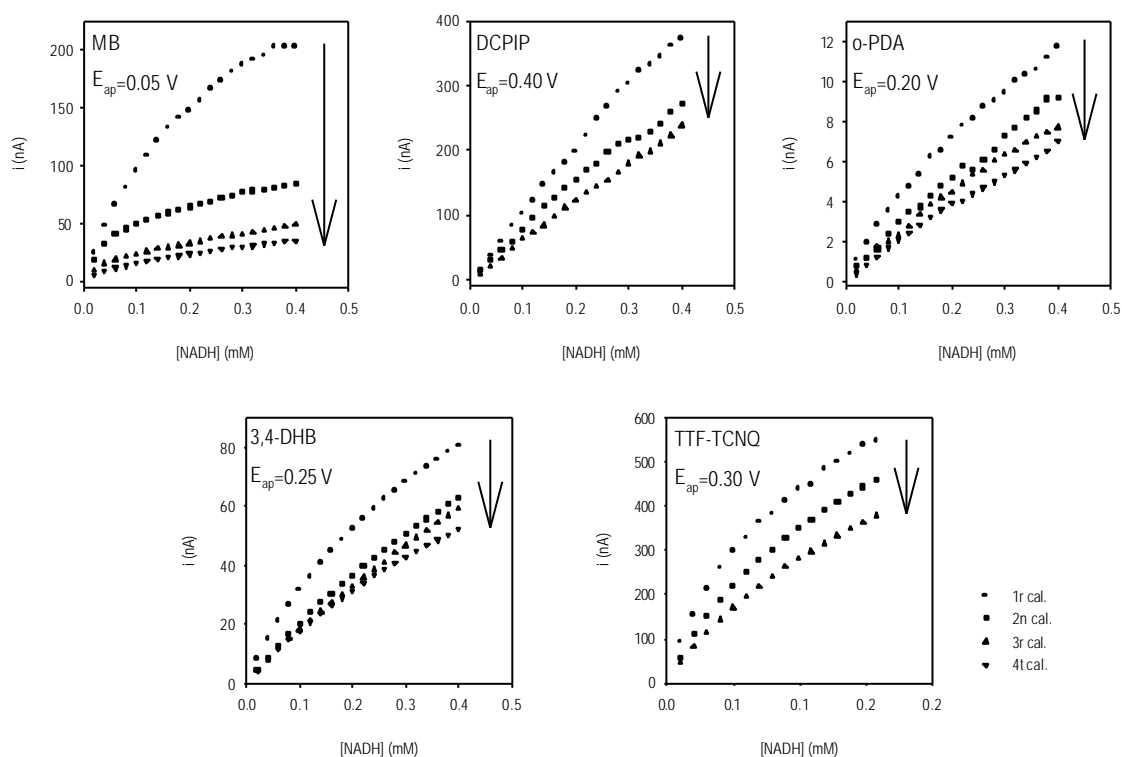 MB
E_ap=0.05 V
i (nA)
200
150
100
50
0
0.0 0.1 0.2 0.3 0.4 0.5
[NADH] (mM)
DCPIP
E_ap=0.40 V
i (nA)
400
300
200
100
0
0.0 0.1 0.2 0.3 0.4 0.5
[NADH] (mM)
o-PDA
E_ap=0.20 V
i (nA)
12
10
8
6
4
2
0
0.0 0.1 0.2 0.3 0.4 0.5
[NADH] (mM)
3,4-DHB
E_ap=0.25 V
i (nA)
80
60
40
20
0
0.0 0.1 0.2 0.3 0.4 0.5
[NADH] (mM)
TTF-TCNQ
E_ap=0.30 V
i (nA)
600
500
400
300
200
100
0
0.0 0.1 0.1 0.2 0.2
[NADH] (mM)
1r cal.
2n cal.
3r cal.
4t cal.